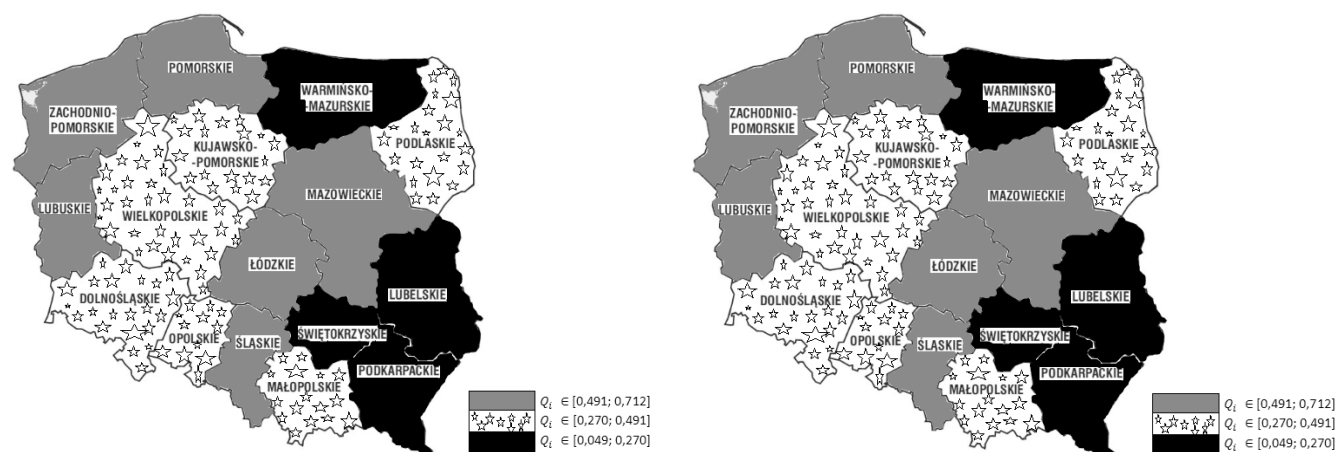 POMORSKIE
WARMIŃSKO-
MAZURSKIE
ZACHODNIO-
POMORSKIE
PODLASKIE
KUJAWSKO-
-POMORSKIE
MAZOWIECKIE
LUBUSKIE
WIELKOPOLSKIE
ŁÓDZKIE
LUBELSKIE
DOLNOŚLĄSKIE
OPOLSKIE
ŚWIĘTOKRZYSKIE
ŚLĄSKIE
PODKARPACKIE
MAŁOPOLSKIE
Qi ∈ [0,491; 0,712]
Qi ∈ [0,270; 0,491]
Qi ∈ [0,049; 0,270]
POMORSKIE
WARMIŃSKO-
MAZURSKIE
ZACHODNIO-
POMORSKIE
PODLASKIE
KUJAWSKO-
-POMORSKIE
MAZOWIECKIE
LUBUSKIE
WIELKOPOLSKIE
ŁÓDZKIE
LUBELSKIE
DOLNOŚLĄSKIE
OPOLSKIE
ŚWIĘTOKRZYSKIE
ŚLĄSKIE
PODKARPACKIE
MAŁOPOLSKIE
Qi ∈ [0,491; 0,712]
Qi ∈ [0,270; 0,491]
Qi ∈ [0,049; 0,270]